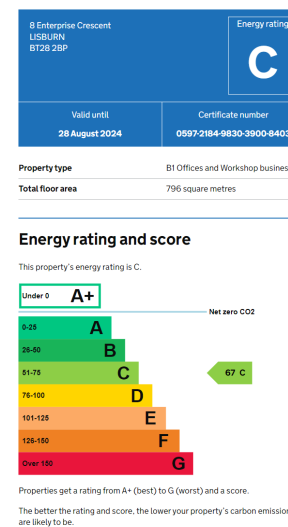 8 Enterprise Crescent
LISBURN
BT28 2BP
Energy rating
C
Valid until
28 August 2024
Certificate number
0597-2184-9830-3900-8403
Property type
B1 Offices and Workshop busines
Total floor area
796 square metres
Energy rating and score
This property's energy rating is C.
Under 0 A+
Net zero CO2
0-25 A
26-50 B
51-75 C
67 C
76-100 D
101-125 E
126-150 F
Over 150 G
Properties get a rating from A+ (best) to G (worst) and a score.
The better the rating and score, the lower your property's carbon emission
are likely to be.